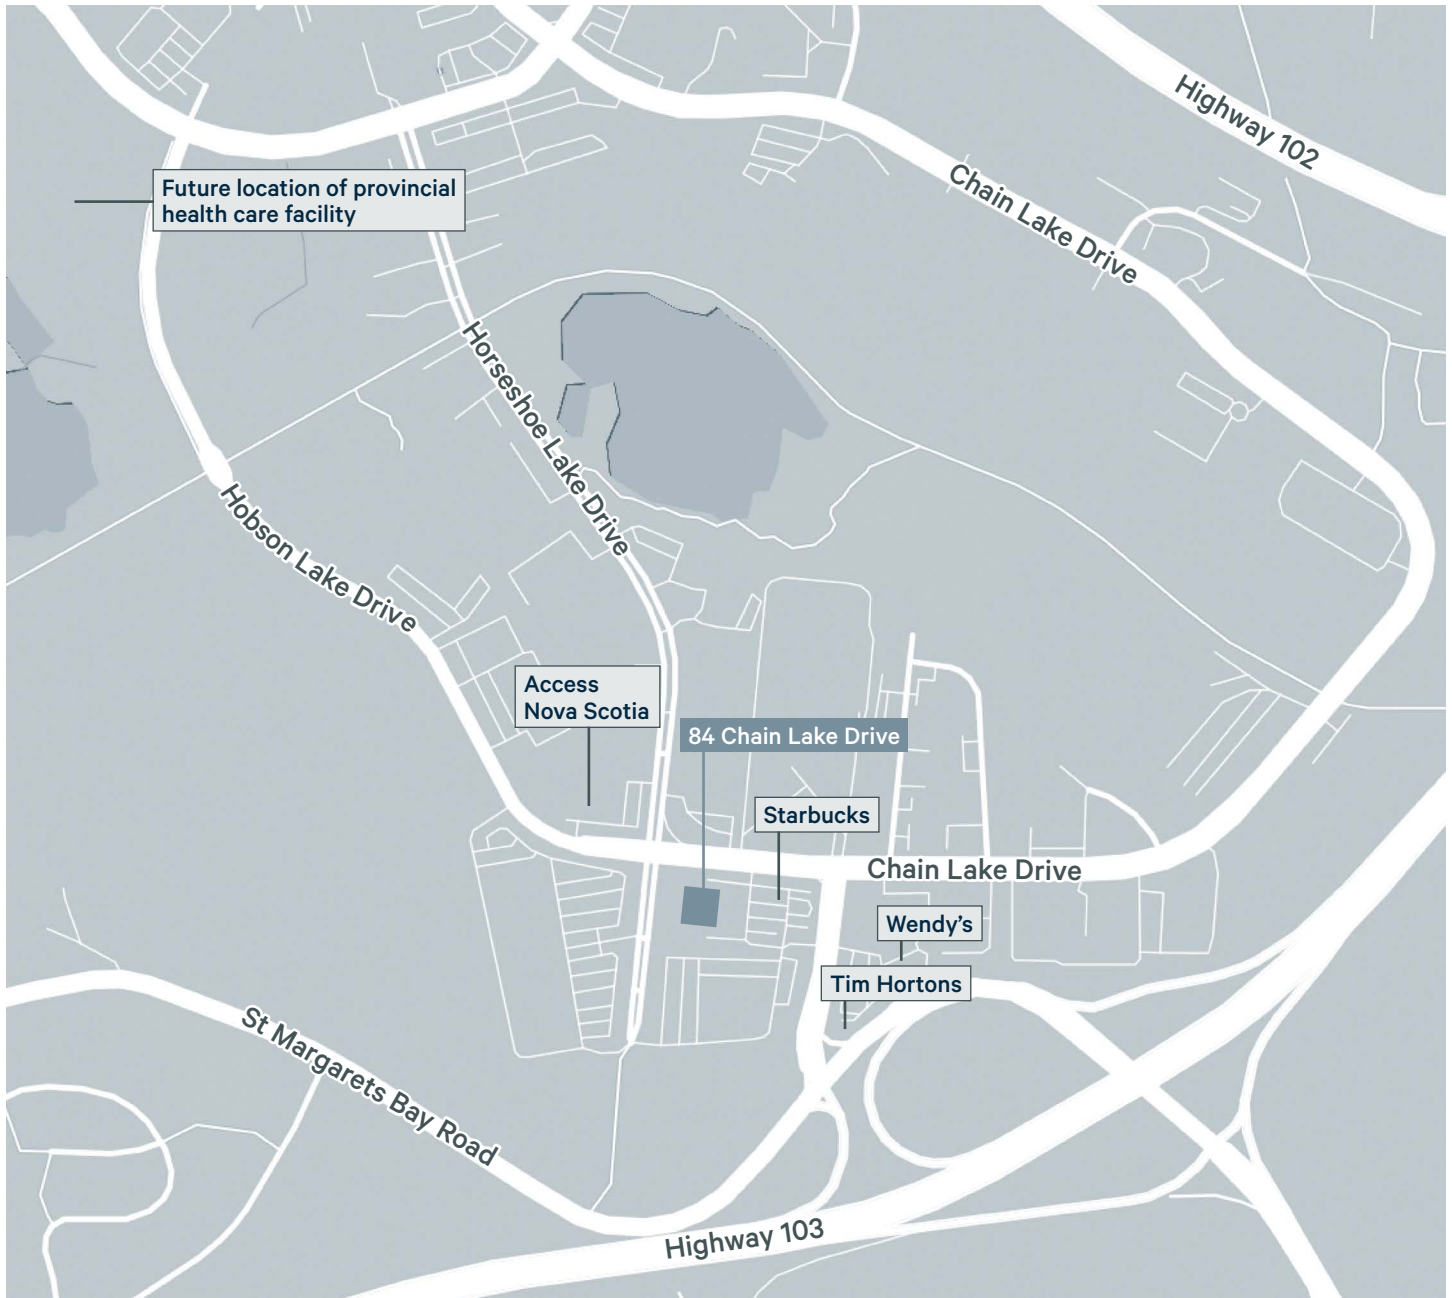 Highway 102
Future location of provincial
health care facility
Chain Lake Drive
Horseshoe Lake Drive
Hobson Lake Drive
Access
Nova Scotia
84 Chain Lake Drive
Starbucks
Chain Lake Drive
Wendy’s
Tim Hortons
St Margarets Bay Road
Highway 103